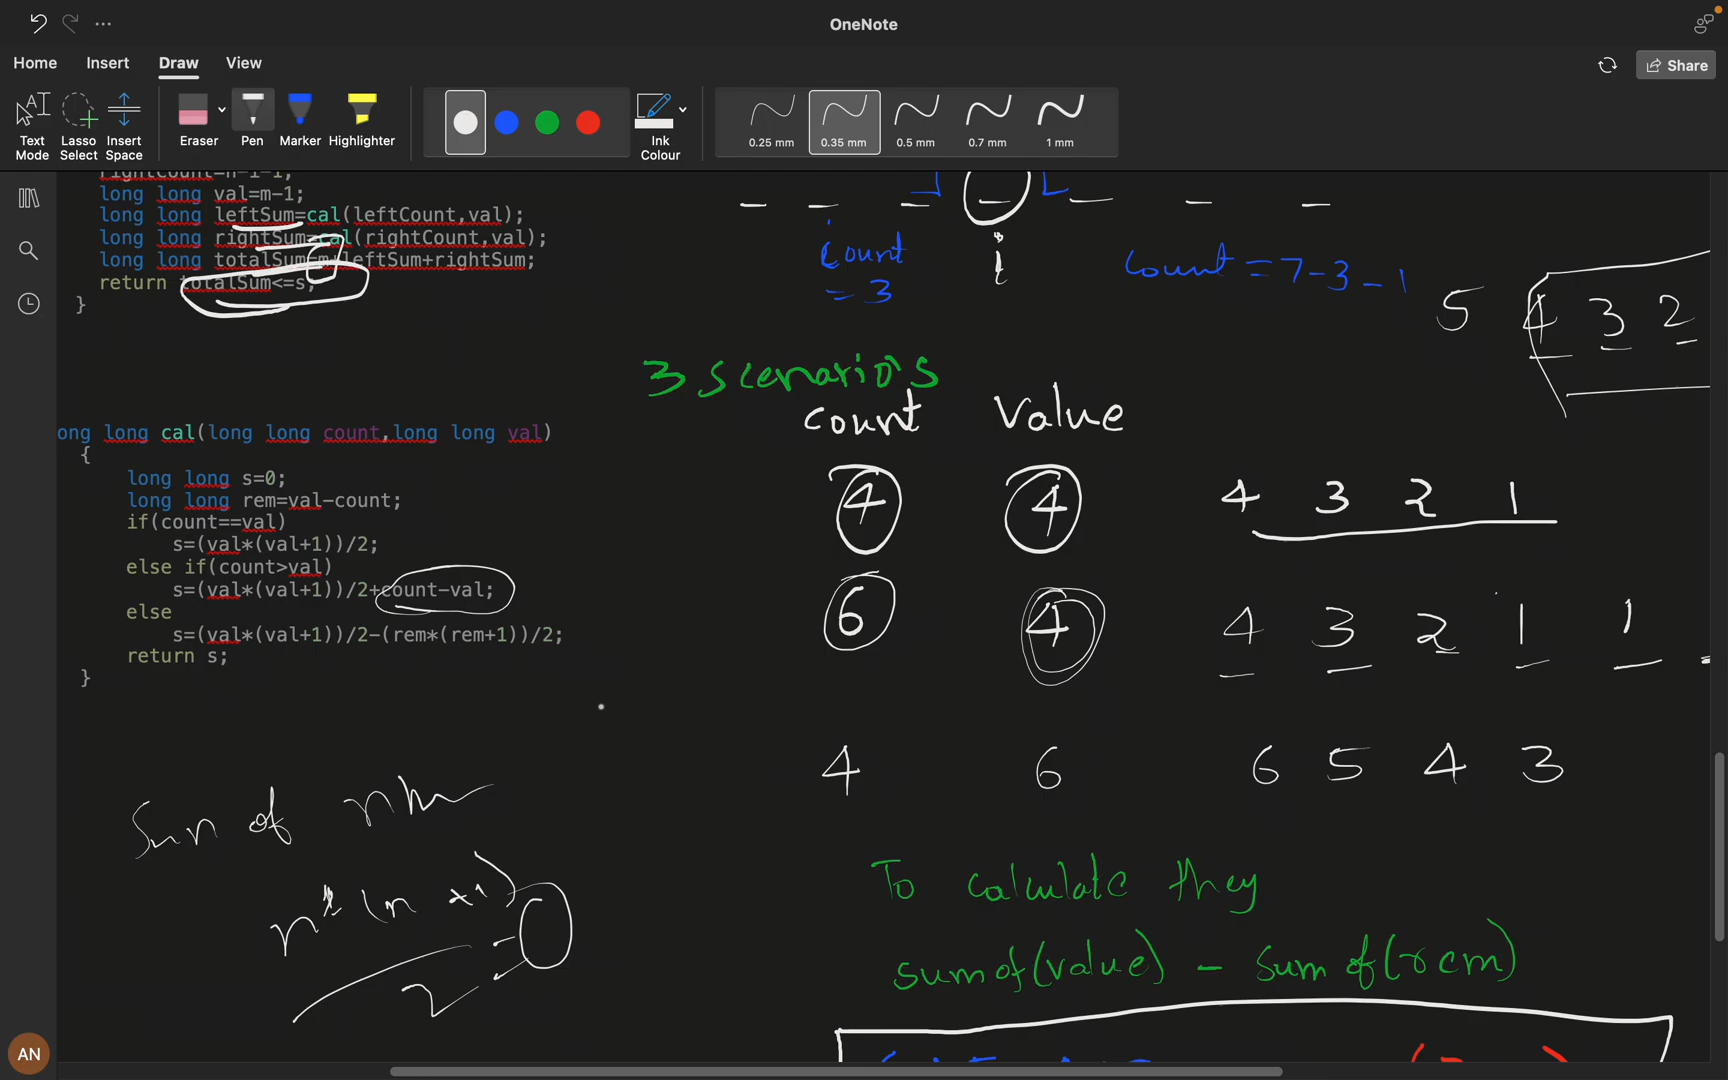 OneNote
Home Insert Draw View
Share
Text Mode
Lasso Select
Insert Space
Eraser
Pen
Marker
Highlighter
Ink Colour
0.25 mm
0.35 mm
0.5 mm
0.7 mm
1 mm
rightCount=n-i-1;
long long val=m-1;
long long leftSum=cal(leftCount,val);
long long rightSum=cal(rightCount,val);
long long totalSum=m+leftSum+rightSum;
return totalSum<=s;
}
ong long cal(long long count,long long val)
{
long long s=0;
long long rem=val-count;
if(count==val)
s=(val*(val+1))/2;
else if(count>val)
s=(val*(val+1))/2+count-val;
else
s=(val*(val+1))/2-(rem*(rem+1))/2;
return s;
}
Sum of
n*(n+1)
2
i
count
= 3
count = 7-3-1
5 4 3 2
3 scenarios
count value
4 4 4 3 2 1
6 4 4 3 2 1 1
4 6 6 5 4 3
To calculate they
sum of(value) - sum of(rem)
AN